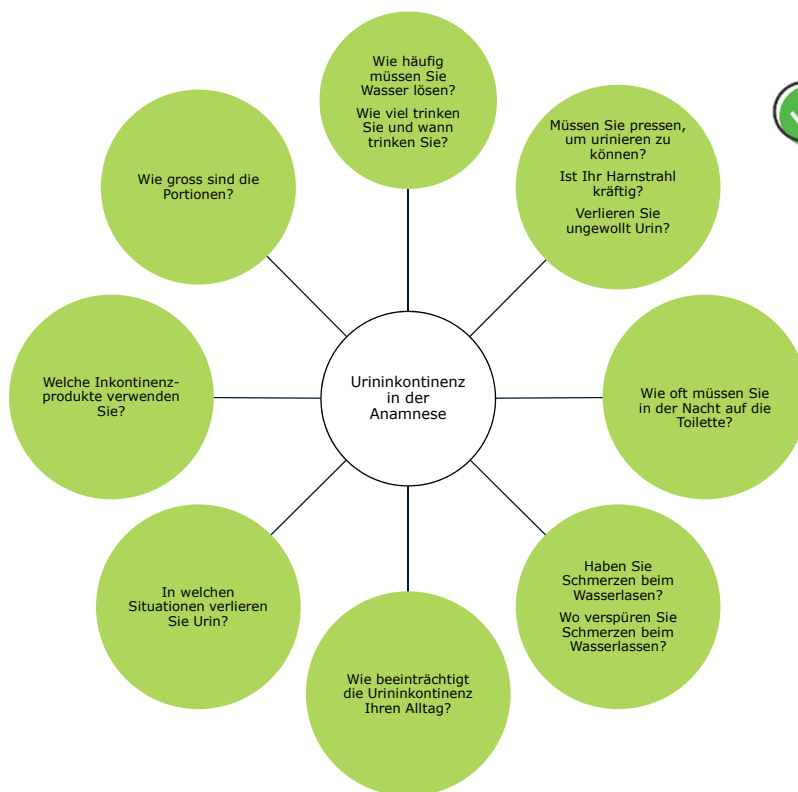 Wie häufig
müssen Sie
Wasser lösen?
Wie viel trinken
Sie und wann
trinken Sie?
Müssen Sie pressen,
um urinieren zu
können?
Ist Ihr Harnstrahl
kräftig?
Verlieren Sie
ungewollt Urin?
Wie oft müssen Sie
in der Nacht auf die
Toilette?
Haben Sie
Schmerzen beim
Wasserlasen?
Wo verspüren Sie
Schmerzen beim
Wasserlassen?
Wie beeinträchtigt
die Urininkontinenz
Ihren Alltag?
In welchen
Situationen verlieren
Sie Urin?
Welche Inkontinenz-
produkte verwenden
Sie?
Wie gross sind die
Portionen?
Urininkontinenz
in der
Anamnese